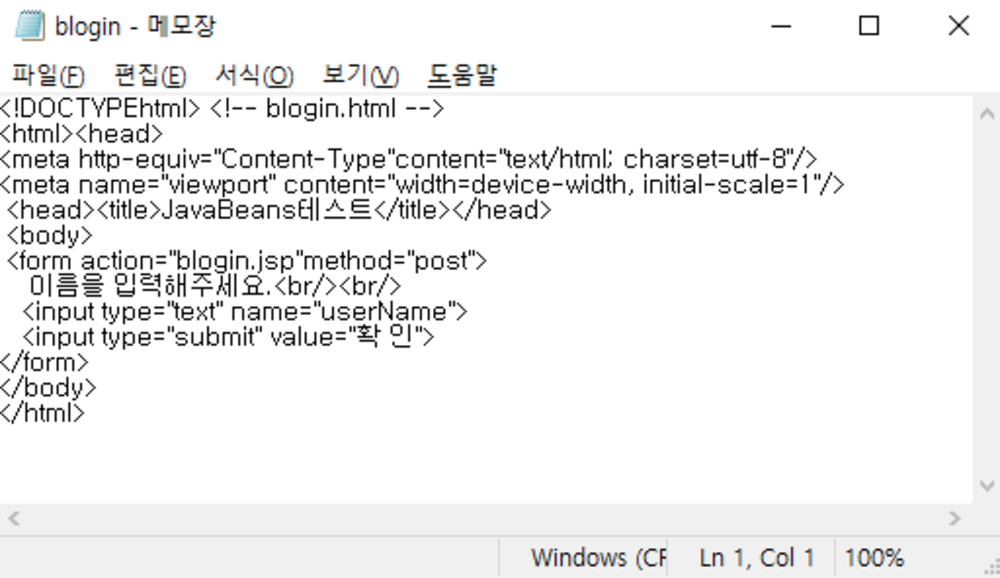 blogin - 메모장
파일(F) 편집(E) 서식(O) 보기(V) 도움말
<!DOCTYPEhtml> <!-- blogin.html -->
<html><head>
<meta http-equiv="Content-Type"content="text/html; charset=utf-8"/>
<meta name="viewport" content="width=device-width, initial-scale=1"/>
<head><title>JavaBeans테스트</title></head>
<body>
<form action="blogin.jsp"method="post">
이름을 입력해주세요.<br/><br/>
<input type="text" name="userName">
<input type="submit" value="확 인">
</form>
</body>
</html>
Windows (CF Ln 1, Col 1 100%